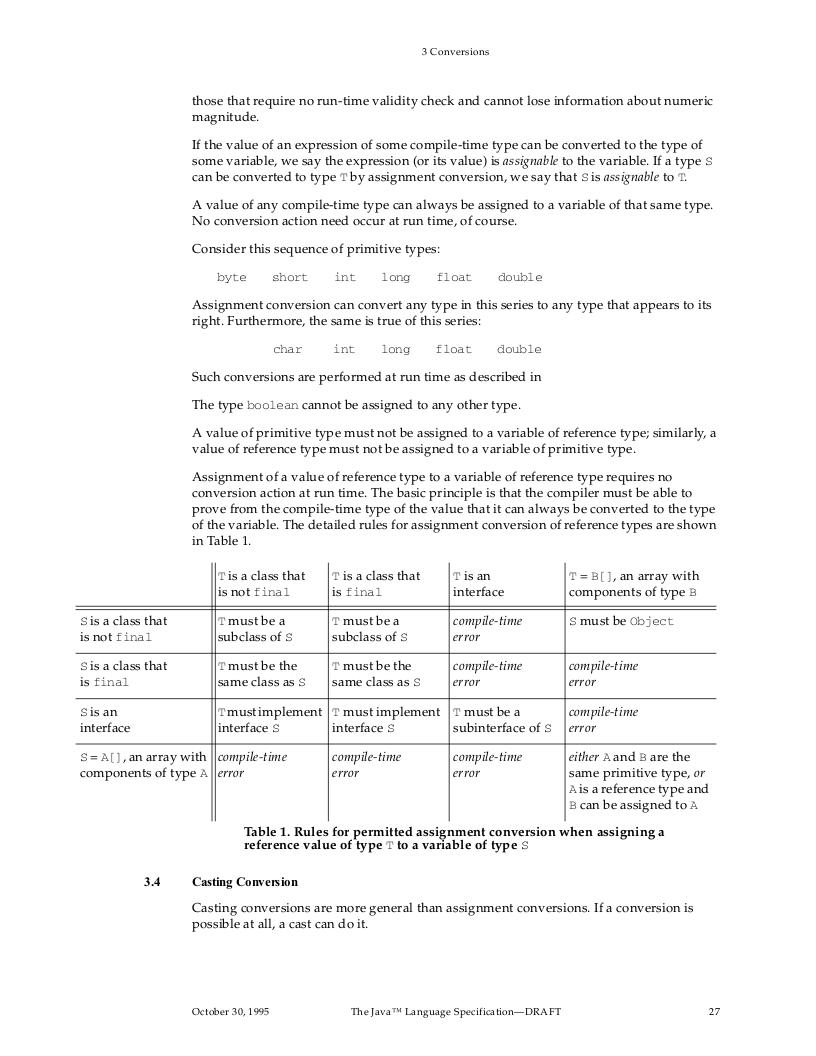 3 Conversions
those that require no run-time validity check and cannot lose information about numeric
magnitude.
If the value of an expression of some compile-time type can be converted to the type of
some variable, we say the expression (or its value) is assignable to the variable. If a type S
can be converted to type T by assignment conversion, we say that S is assignable to T.
A value of any compile-time type can always be assigned to a variable of that same type.
No conversion action need occur at run time, of course.
Consider this sequence of primitive types:
byte short int long float double
Assignment conversion can convert any type in this series to any type that appears to its
right. Furthermore, the same is true of this series:
char int long float double
Such conversions are performed at run time as described in
The type boolean cannot be assigned to any other type.
A value of primitive type must not be assigned to a variable of reference type; similarly, a
value of reference type must not be assigned to a variable of primitive type.
Assignment of a value of reference type to a variable of reference type requires no
conversion action at run time. The basic principle is that the compiler must be able to
prove from the compile-time type of the value that it can always be converted to the type
of the variable. The detailed rules for assignment conversion of reference types are shown
in Table 1.
T is a class that T is a class that T is an T = B[], an array with
is not final is final interface components of type B
S is a class that T must be a T must be a compile-time S must be Object
is not final subclass of S subclass of S error
S is a class that T must be the T must be the compile-time compile-time
is final same class as S same class as S error error
S is an T must implement T must implement T must be a compile-time
interface interface S interface S subinterface of S error
S = A[], an array with compile-time compile-time compile-time either A and B are the
components of type A error error error same primitive type, or
A is a reference type and
B can be assigned to A
Table 1. Rules for permitted assignment conversion when assigning a
reference value of type T to a variable of type S
3.4 Casting Conversion
Casting conversions are more general than assignment conversions. If a conversion is
possible at all, a cast can do it.
October 30, 1995 The Java™ Language Specification—DRAFT 27